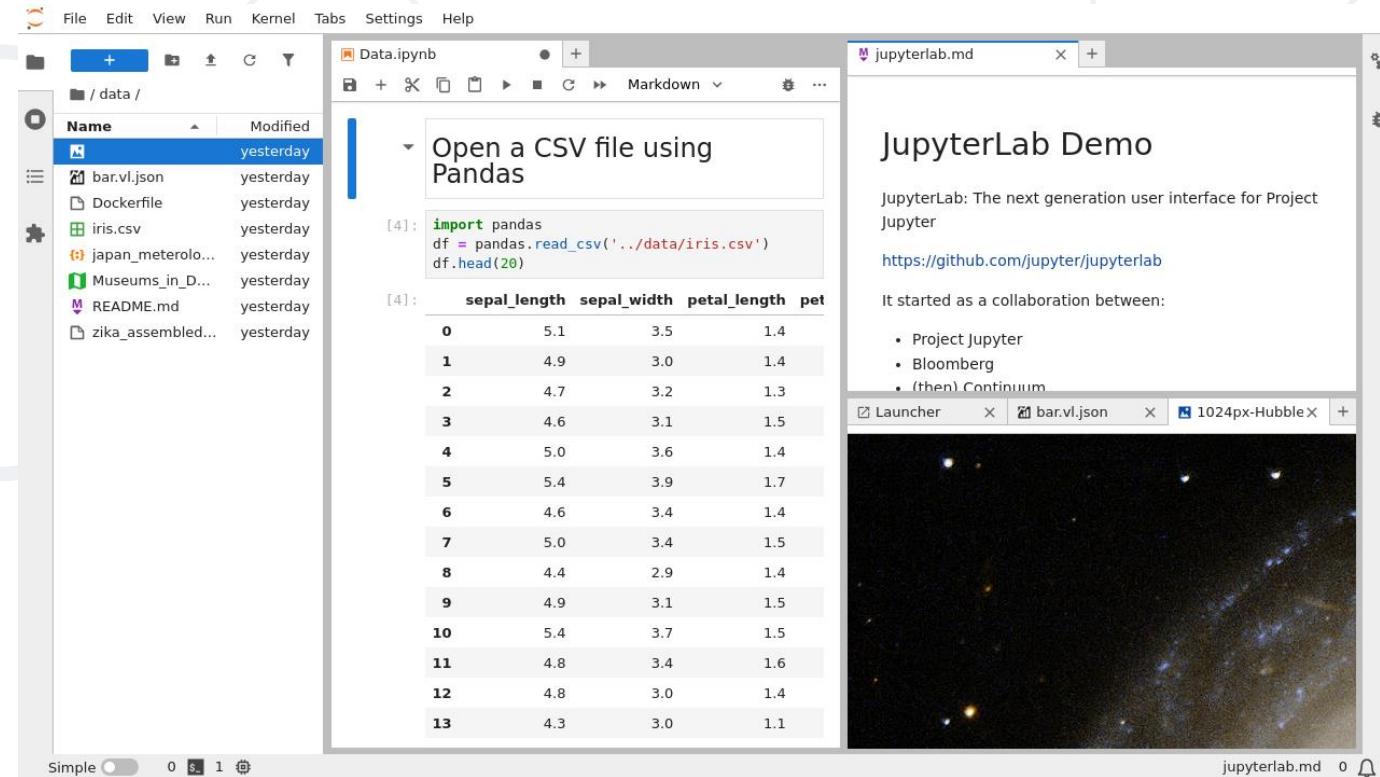 File Edit View Run Kernel Tabs Settings Help
/ data /
Name Modified
yesterday
bar.vl.json yesterday
Dockerfile yesterday
iris.csv yesterday
japan_meterolo... yesterday
Museums_in_D... yesterday
README.md yesterday
zika_assembled... yesterday
Data.ipynb
Markdown
Open a CSV file using
Pandas
[4]: import pandas
df = pandas.read_csv('../data/iris.csv')
df.head(20)
[4]: sepal_length sepal_width petal_length pet
0 5.1 3.5 1.4
1 4.9 3.0 1.4
2 4.7 3.2 1.3
3 4.6 3.1 1.5
4 5.0 3.6 1.4
5 5.4 3.9 1.7
6 4.6 3.4 1.4
7 5.0 3.4 1.5
8 4.4 2.9 1.4
9 4.9 3.1 1.5
10 5.4 3.7 1.5
11 4.8 3.4 1.6
12 4.8 3.0 1.4
13 4.3 3.0 1.1
jupyterlab.md
JupyterLab Demo
JupyterLab: The next generation user interface for Project
Jupyter
https://github.com/jupyter/jupyterlab
It started as a collaboration between:
• Project Jupyter
• Bloomberg
• (then) Continuum
Launcher bar.vl.json 1024px-Hubble
Simple 0 $_ 1 jupyterlab.md 0